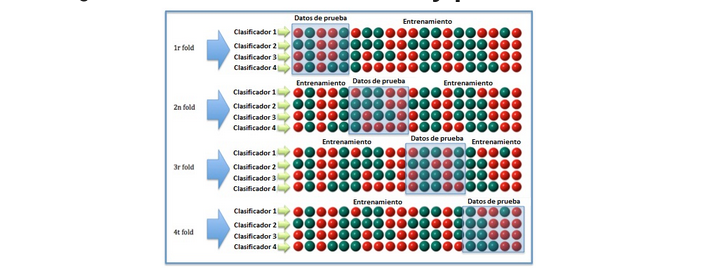 Datos de prueba
Entrenamiento
1r fold
Clasificador 1
Clasificador 2
Clasificador 3
Clasificador 4
Entrenamiento Datos de prueba Entrenamiento
2n fold
Clasificador 1
Clasificador 2
Clasificador 3
Clasificador 4
Entrenamiento Datos de prueba Entrenamiento
3r fold
Clasificador 1
Clasificador 2
Clasificador 3
Clasificador 4
Entrenamiento Datos de prueba
4t fold
Clasificador 1
Clasificador 2
Clasificador 3
Clasificador 4